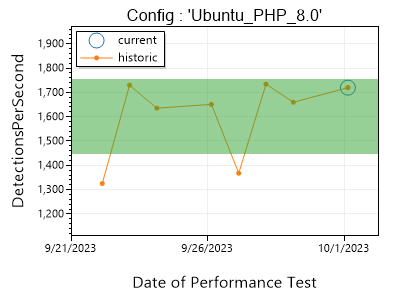 Config : 'Ubuntu_PHP_8.0'
current
historic
DetectionsPerSecond
1,900
1,800
1,700
1,600
1,500
1,400
1,300
1,200
9/21/2023
9/26/2023
10/1/2023
Date of Performance Test